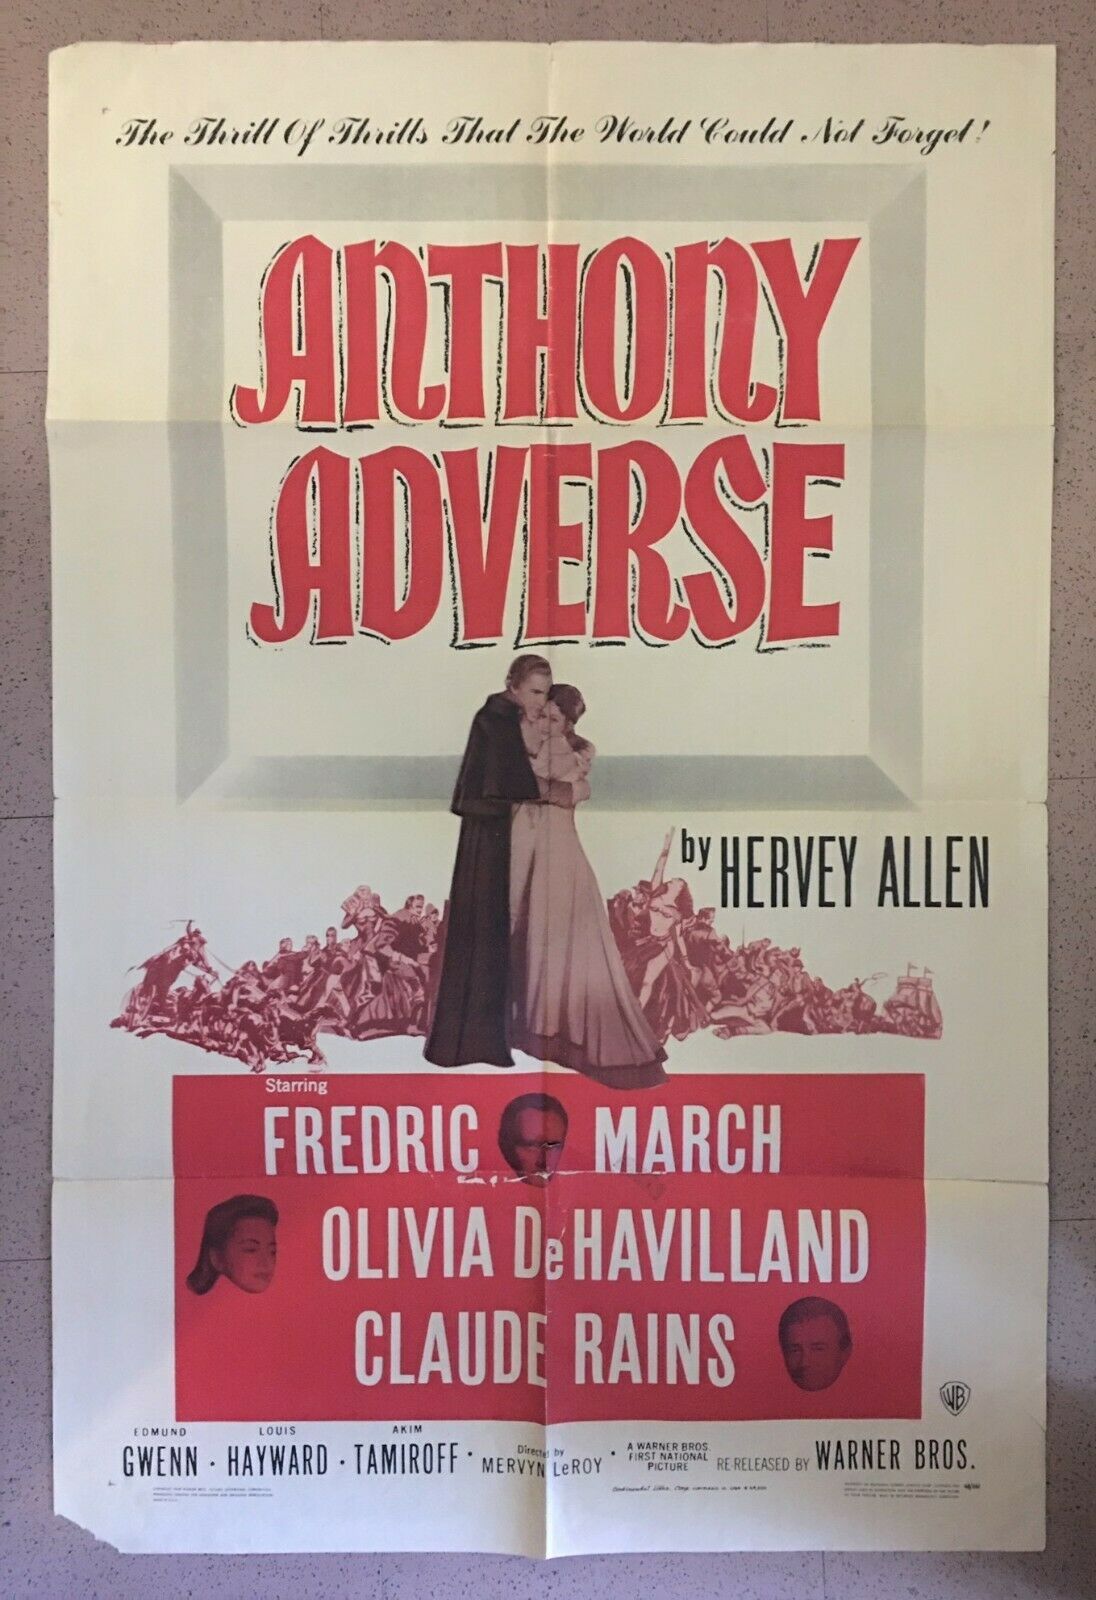 The Thrill Of Thrills That The World Could Not Forget!
ANTHONY
ADVERSE
by HERVEY ALLEN
Starring
FREDRIC MARCH
OLIVIA DeHAVILLAND
CLAUDE RAINS
WB
EDMUND GWENN · LOUIS HAYWARD · AKIM TAMIROFF · Directed by MERVYN LeROY · A WARNER BROS. FIRST NATIONAL PICTURE RE-RELEASED BY WARNER BROS.